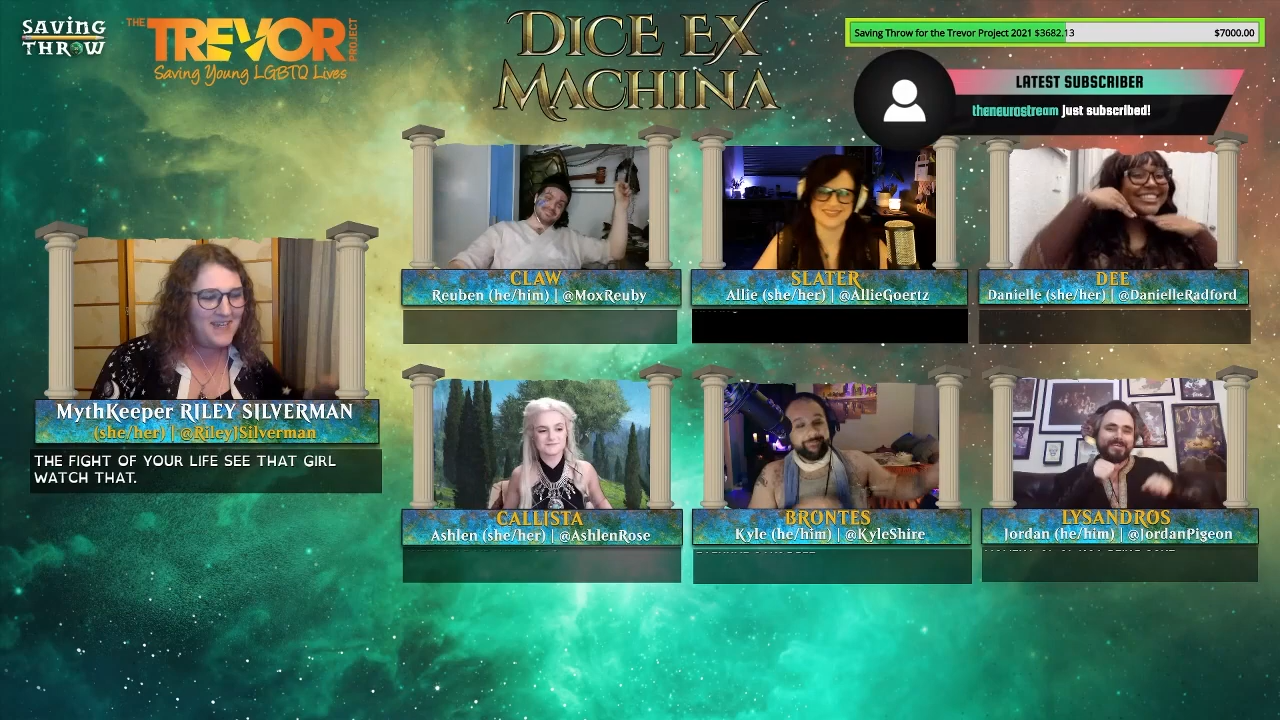 SAVING
THROW
THE TREVOR PROJECT
Saving Young LGBTQ Lives
DICE EX
MACHINA
Saving Throw for the Trevor Project 2021 $3682.13 $7000.00
LATEST SUBSCRIBER
theneurostream just subscribed!
CLAW
Reuben (he/him) | @MoxReuby
SLATER
Allie (she/her) | @AllieGoertz
DEE
Danielle (she/her) | @DanielleRadford
MythKeeper RILEY SILVERMAN
(she/her) | @RileyJSilverman
THE FIGHT OF YOUR LIFE SEE THAT GIRL
WATCH THAT.
CALLISTA
Ashlen (she/her) | @AshlenRose
BRONTES
Kyle (he/him) | @KyleShire
LYSANDROS
Jordan (he/him) | @JordanPigeon